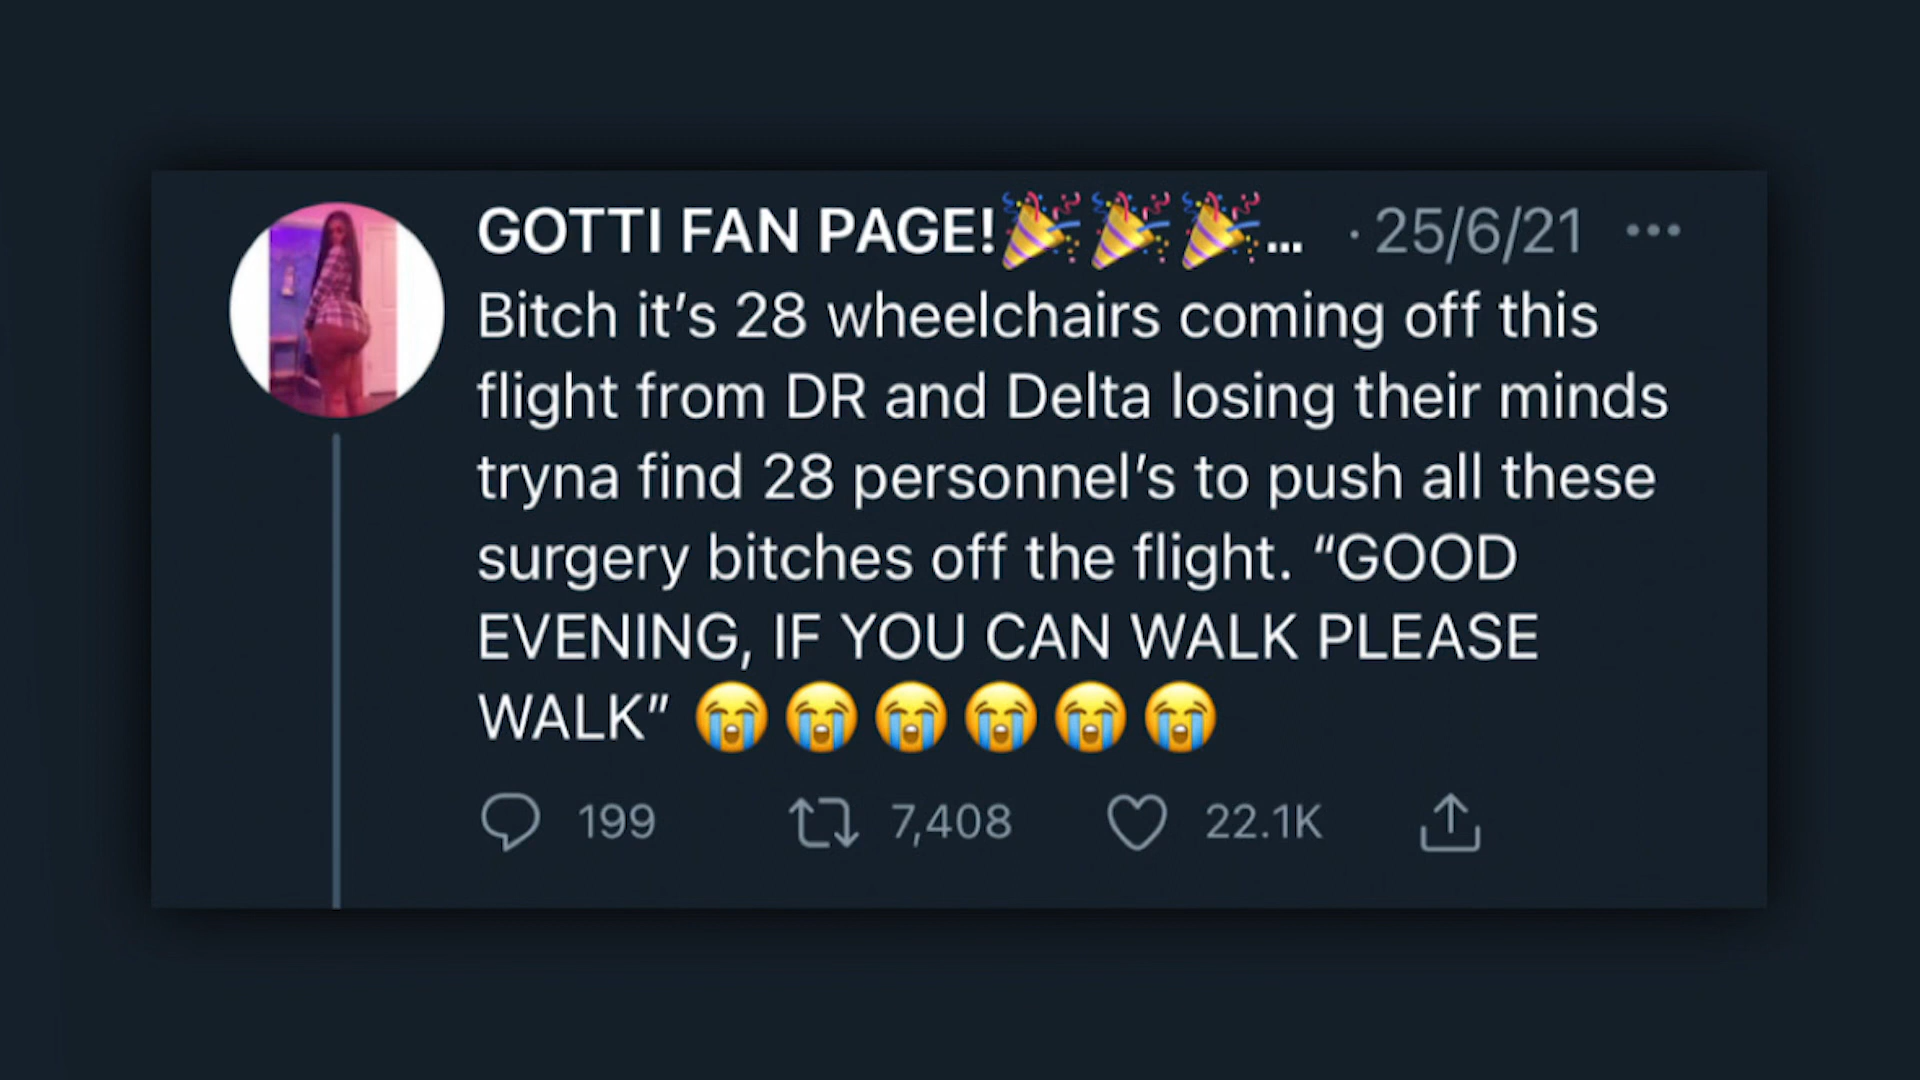 GOTTI FAN PAGE!🎉🎉🎉... · 25/6/21
Bitch it’s 28 wheelchairs coming off this
flight from DR and Delta losing their minds
tryna find 28 personnel’s to push all these
surgery bitches off the flight. “GOOD
EVENING, IF YOU CAN WALK PLEASE
WALK” 😭😭😭😭😭😭
199 7,408 22.1K